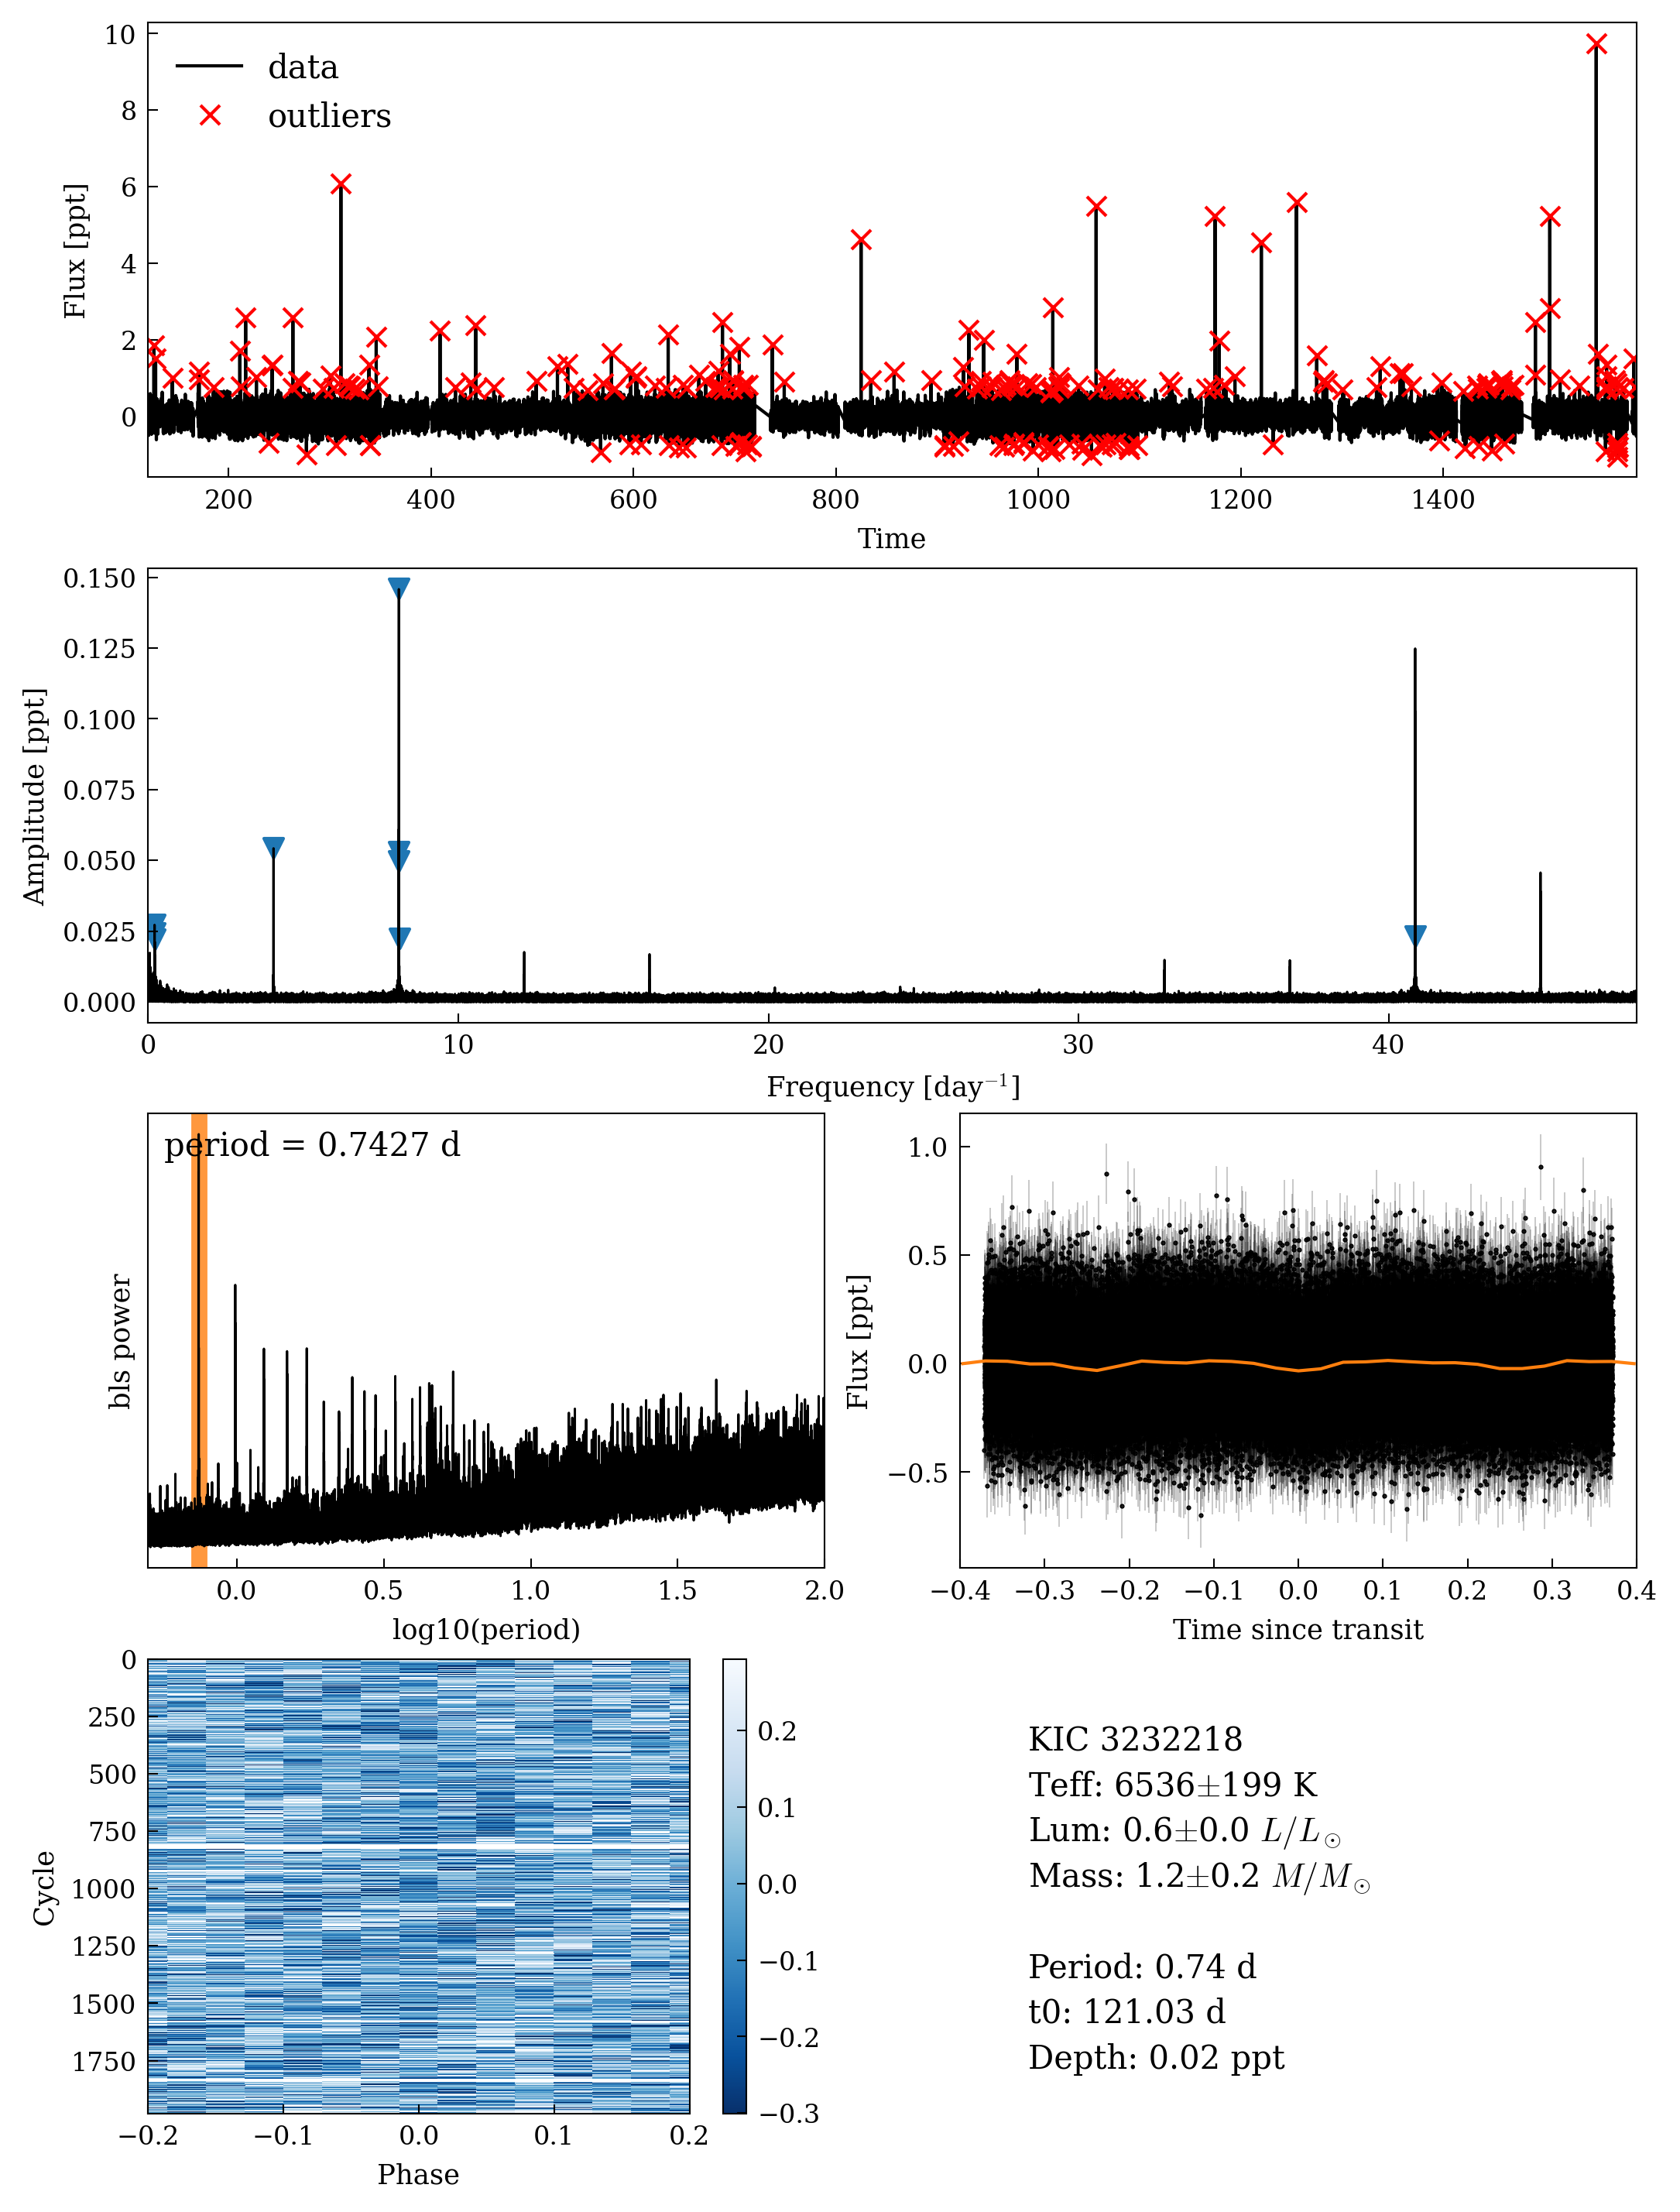 10
8
6
4
2
0
Flux [ppt]
data
outliers
200 400 600 800 1000 1200 1400
Time
0.150
0.125
0.100
0.075
0.050
0.025
0.000
Amplitude [ppt]
0 10 20 30 40
Frequency [day⁻¹]
period = 0.7427 d
bls power
0.0 0.5 1.0 1.5 2.0
log10(period)
1.0
0.5
0.0
−0.5
Flux [ppt]
−0.4 −0.3 −0.2 −0.1 0.0 0.1 0.2 0.3 0.4
Time since transit
0
250
500
750
1000
1250
1500
1750
Cycle
−0.2 −0.1 0.0 0.1 0.2
Phase
0.2
0.1
0.0
−0.1
−0.2
−0.3
KIC 3232218
Teff: 6536±199 K
Lum: 0.6±0.0 L/L⊙
Mass: 1.2±0.2 M/M⊙
Period: 0.74 d
t0: 121.03 d
Depth: 0.02 ppt